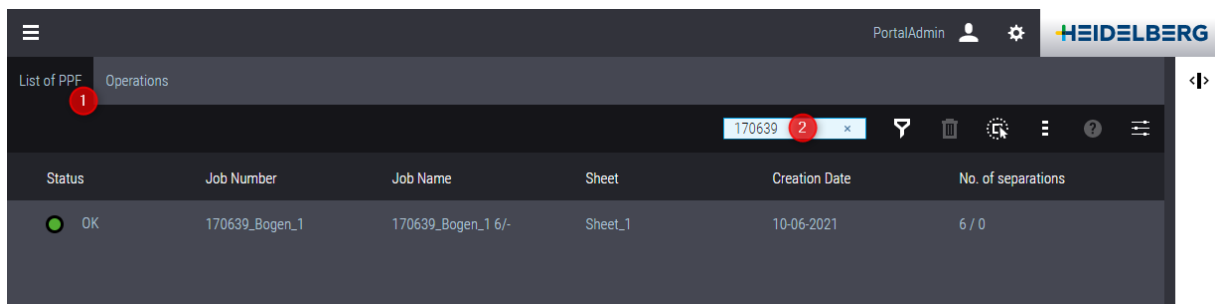 PortalAdmin
HEIDELBERG
List of PPF Operations
1
170639 2 ×
Status Job Number Job Name Sheet Creation Date No. of separations
OK 170639_Bogen_1 170639_Bogen_1 6/- Sheet_1 10-06-2021 6 / 0